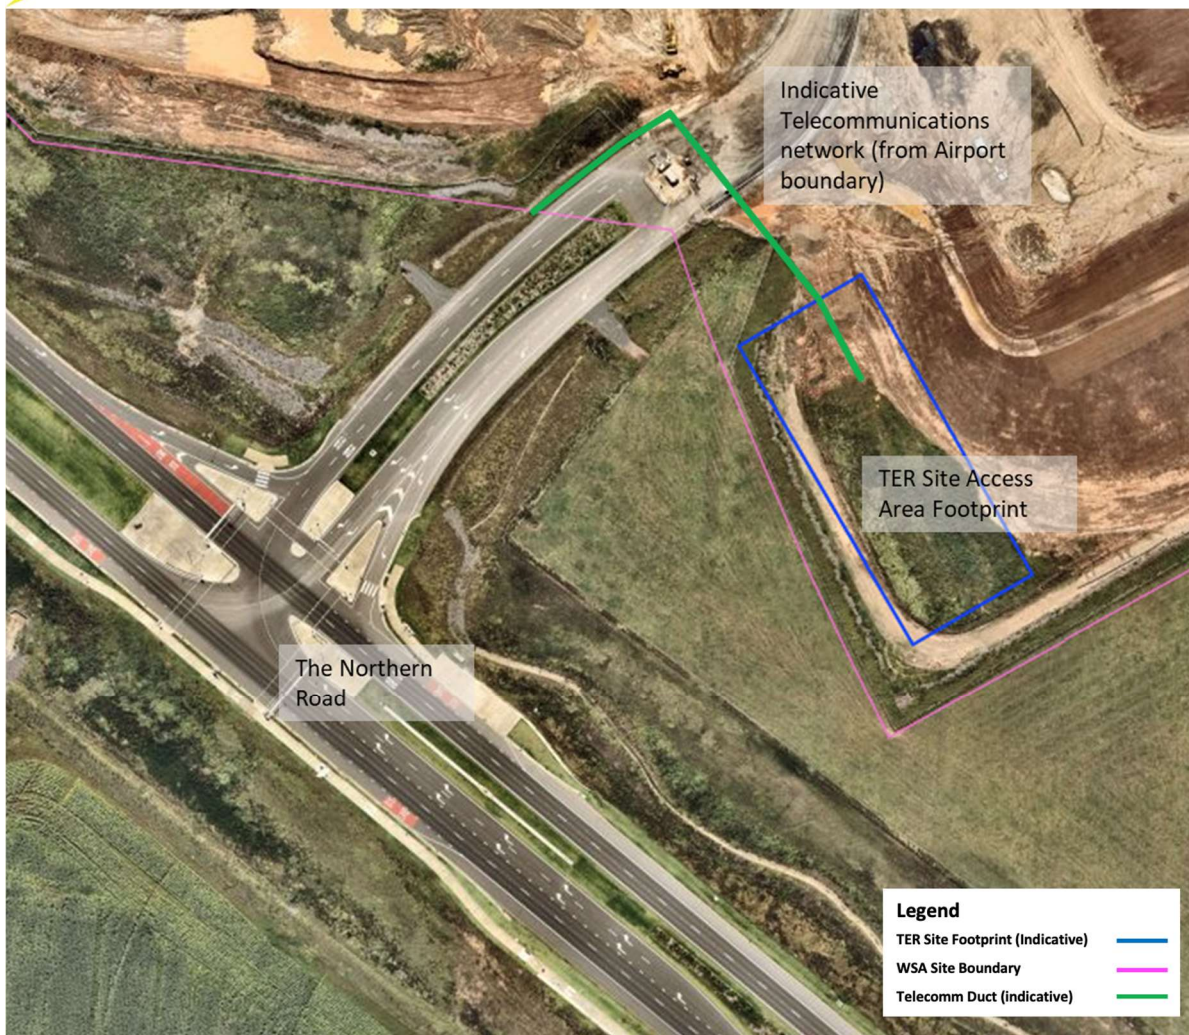 Indicative
Telecommunications
network (from Airport
boundary)
TER Site Access
Area Footprint
The Northern
Road
Legend
TER Site Footprint (Indicative)
WSA Site Boundary
Telecomm Duct (indicative)